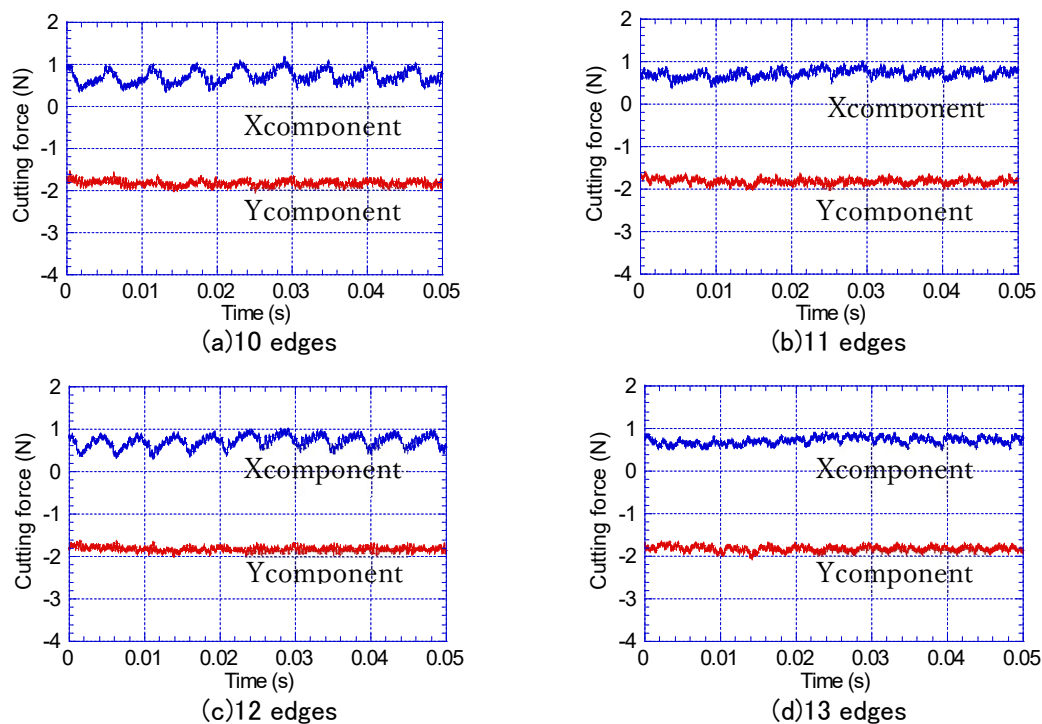 Cutting force (N)
2
1
0
-1
-2
-3
-4
Xcomponent
Ycomponent
0 0.01 0.02 0.03 0.04 0.05
Time (s)
(a)10 edges
Cutting force (N)
2
1
0
-1
-2
-3
-4
Xcomponent
Ycomponent
0 0.01 0.02 0.03 0.04 0.05
Time (s)
(b)11 edges
Cutting force (N)
2
1
0
-1
-2
-3
-4
Xcomponent
Ycomponent
0 0.01 0.02 0.03 0.04 0.05
Time (s)
(c)12 edges
Cutting force (N)
2
1
0
-1
-2
-3
-4
Xcomponent
Ycomponent
0 0.01 0.02 0.03 0.04 0.05
Time (s)
(d)13 edges